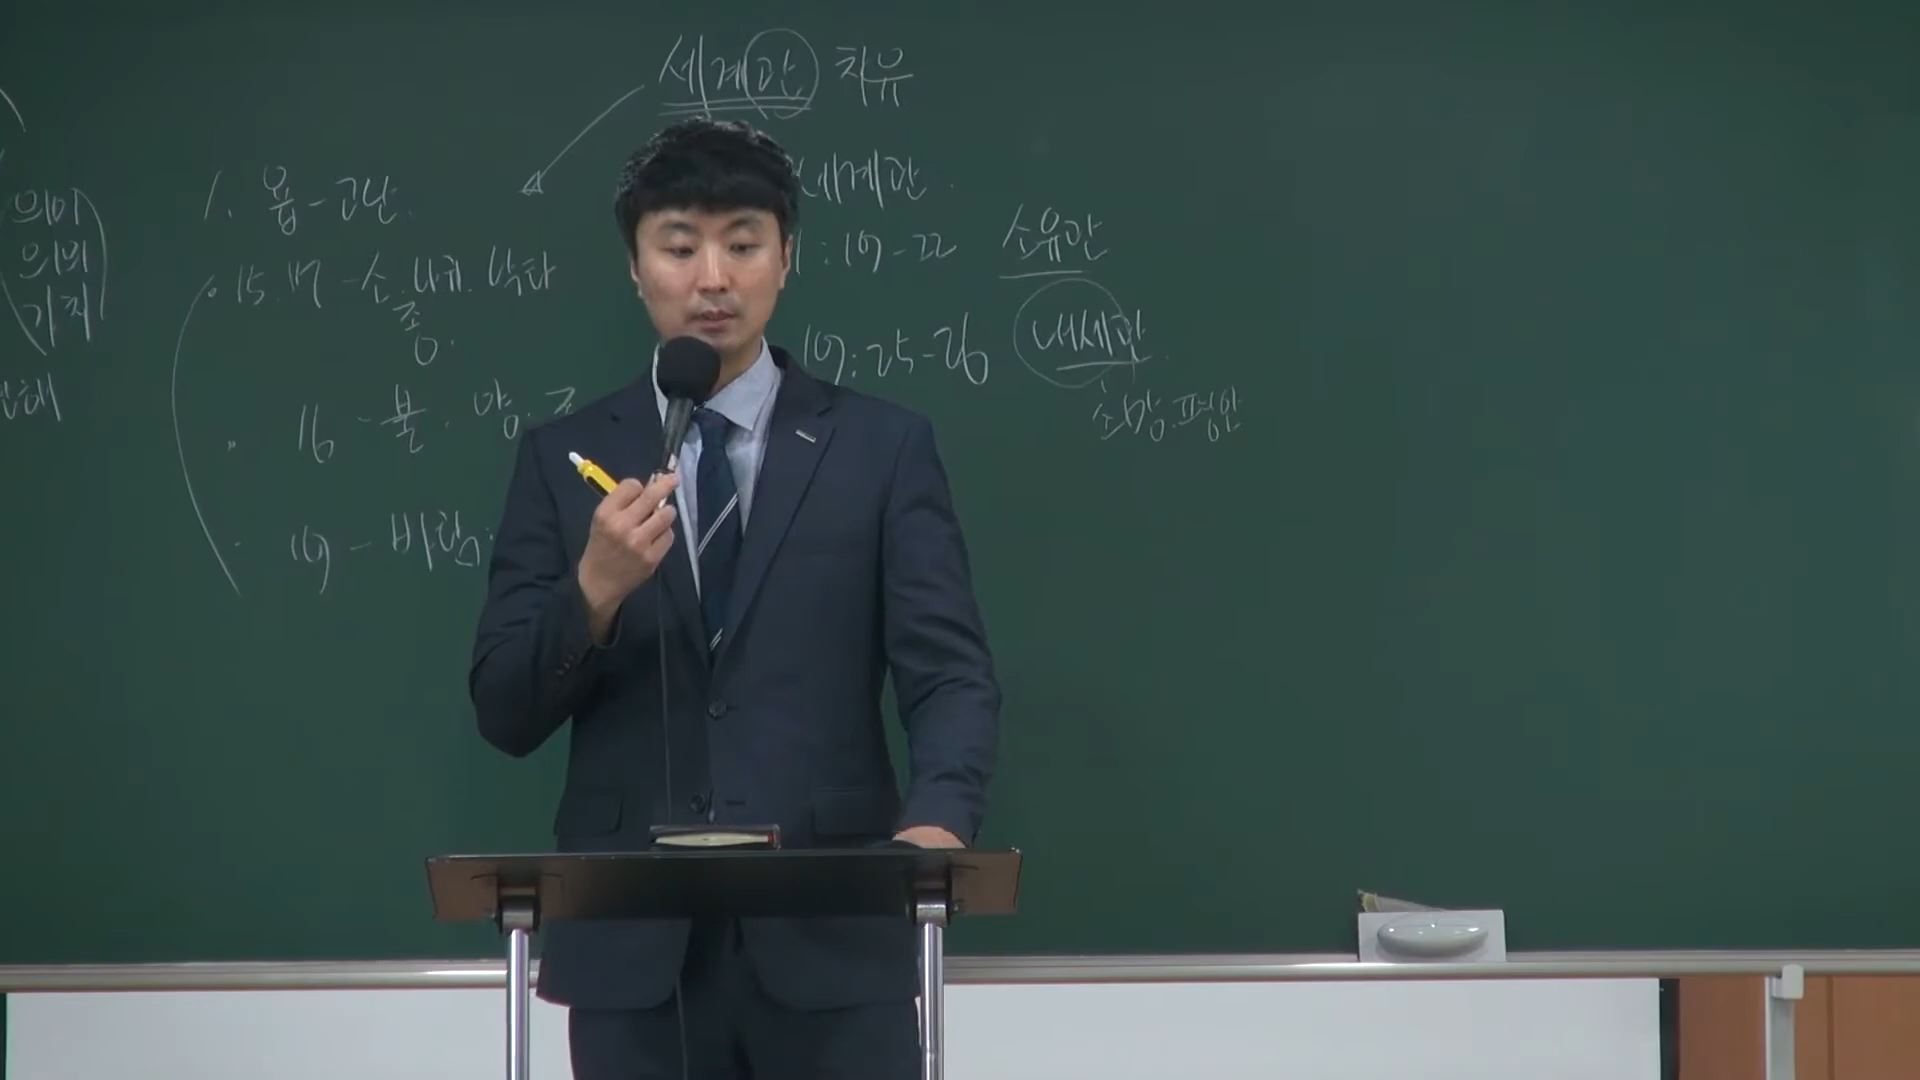 세계관 치유
의미
의의
가치
1. 욥 - 고난.
15. 17 - 소. 나귀. 낙타
종.
16 - 불. 양.
19 - 바람.
세계관.
1:19-22 소유관
19:25-26 내세관.
소망. 평안